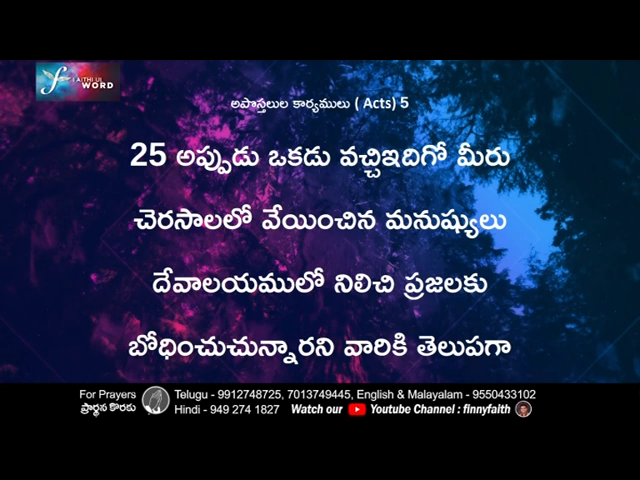 FAITHFUL
WORD
అపొస్తలుల కార్యములు ( Acts) 5
25 అప్పుడు ఒకడు వచ్చిఇదిగో మీరు
చెరసాలలో వేయించిన మనుష్యులు
దేవాలయములో నిలిచి ప్రజలకు
బోధించుచున్నారని వారికి తెలుపగా
For Prayers Telugu - 9912748725, 7013749445, English & Malayalam - 9550433102
ప్రార్థన కొరకు Hindi - 949 274 1827 Watch our Youtube Channel : finnyfaith